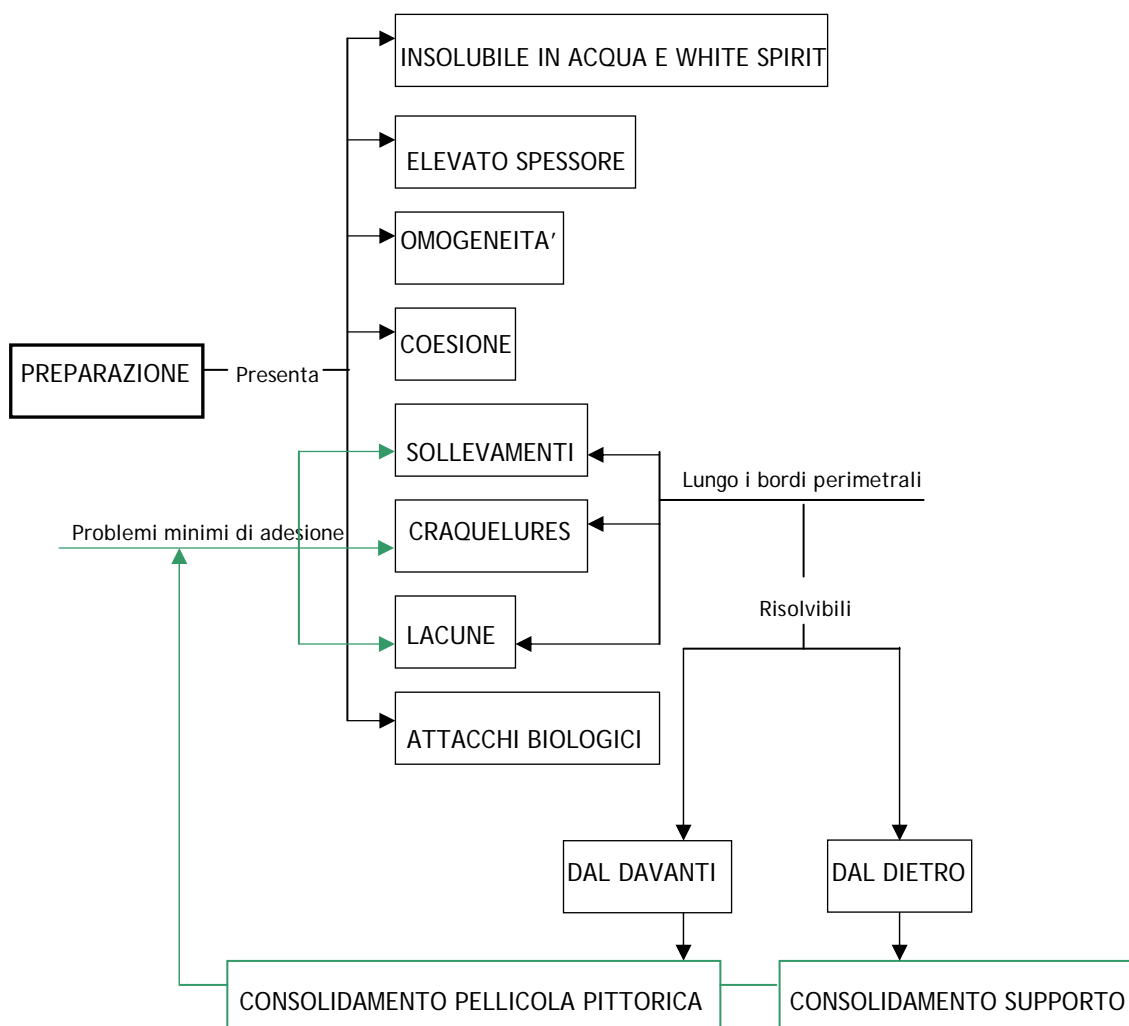 INSOLUBILE IN ACQUA E WHITE SPIRIT
ELEVATO SPESSORE
OMOGENEITA'
COESIONE
PREPARAZIONE
Presenta
SOLLEVAMENTI
Lungo i bordi perimetrali
Problemi minimi di adesione
CRAQUELURES
Risolvibili
LACUNE
ATTACCHI BIOLOGICI
DAL DAVANTI
DAL DIETRO
CONSOLIDAMENTO PELLICOLA PITTORICA
CONSOLIDAMENTO SUPPORTO